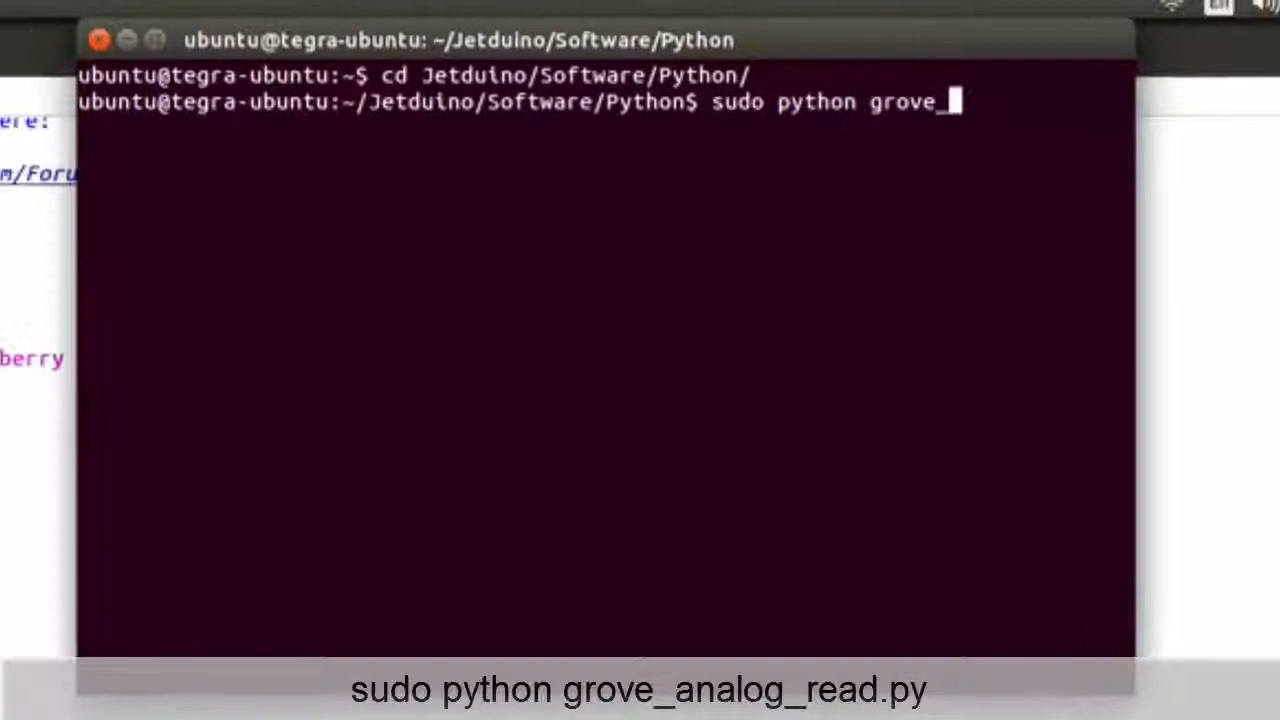 ubuntu@tegra-ubuntu: ~/Jetduino/Software/Python
ubuntu@tegra-ubuntu:~$ cd Jetduino/Software/Python/
ubuntu@tegra-ubuntu:~/Jetduino/Software/Python$ sudo python grove_
ere:
m/Foru
berry
sudo python grove_analog_read.py